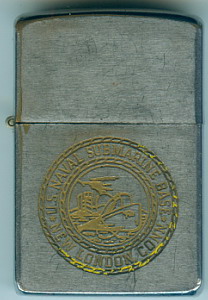 U.S. NAVAL SUBMARINE BASE
NEW LONDON CONN.